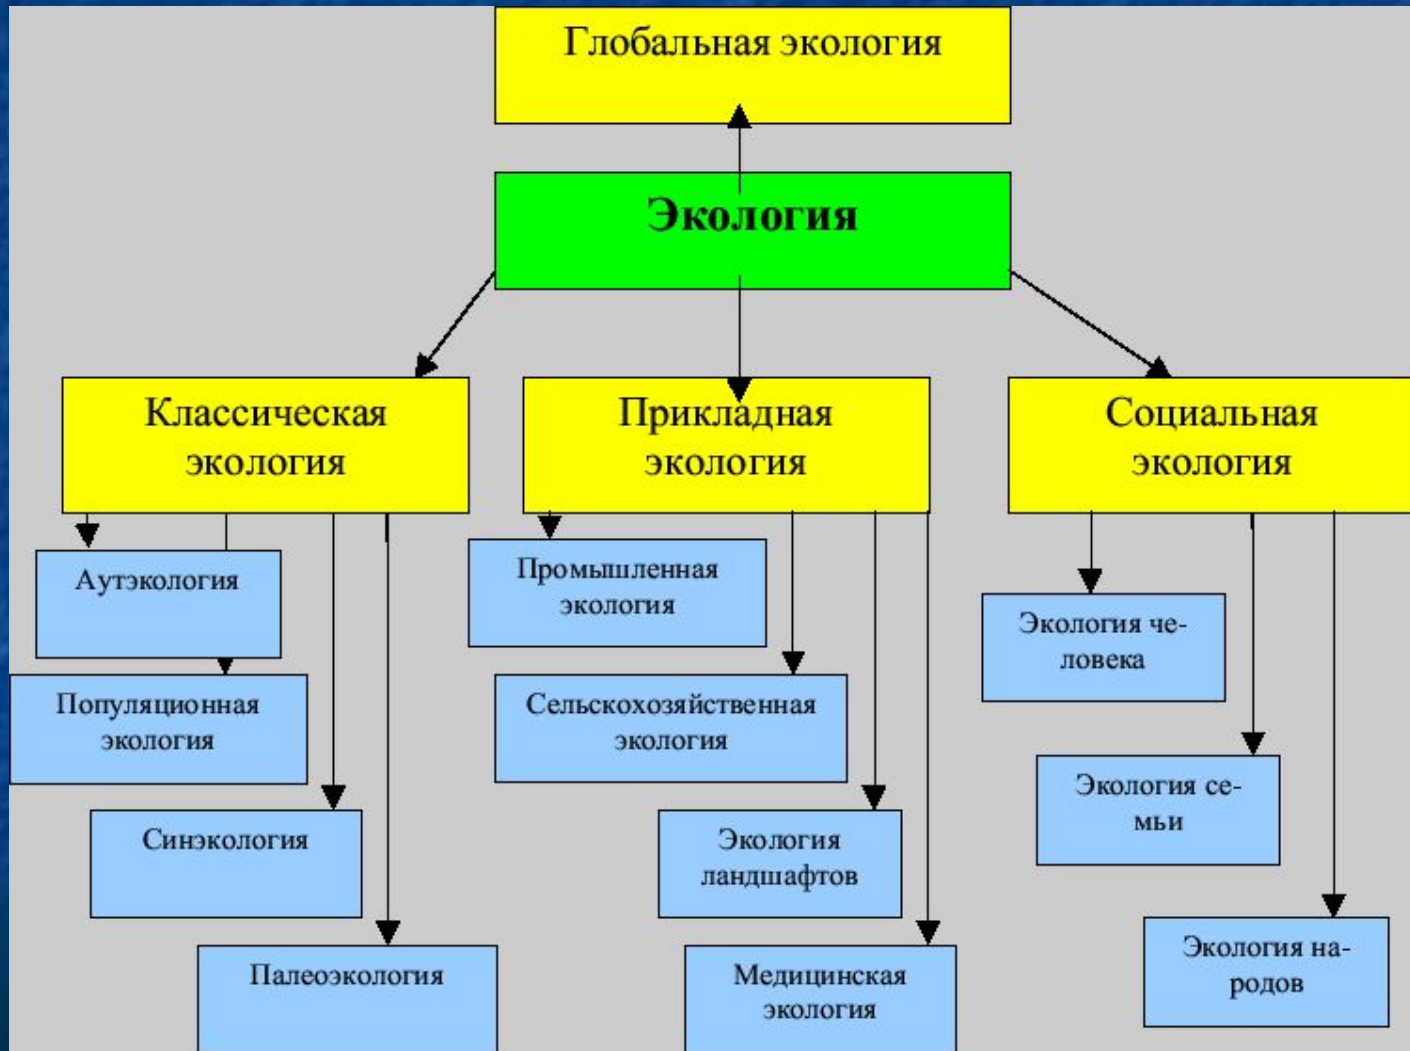 Глобальная экология
Экология
Классическая
экология
Прикладная
экология
Социальная
экология
Аутэкология
Популяционная
экология
Синэкология
Палеоэкология
Промышленная
экология
Сельскохозяйственная
экология
Экология
ландшафтов
Медицинская
экология
Экология че-
ловека
Экология се-
мьи
Экология на-
родов